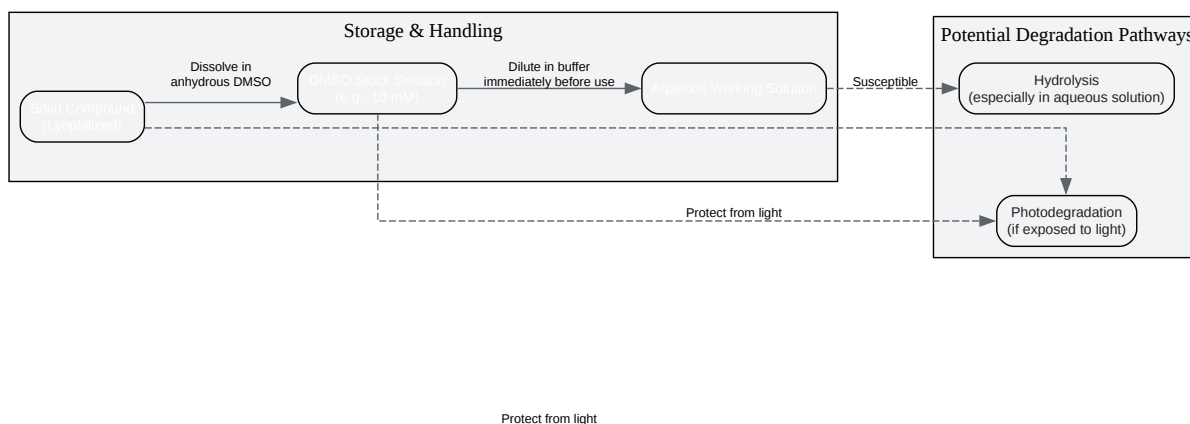 Storage & Handling
Potential Degradation Pathways
Dissolve in
anhydrous DMSO
DMSO Stock Solution
(e.g., 10 mM)
Dilute in buffer
immediately before use
Aqueous Working Solution
Susceptible
Hydrolysis
(especially in aqueous solution)
Solid Compound
(Lyophilized)
Protect from light
Photodegradation
(if exposed to light)
Protect from light